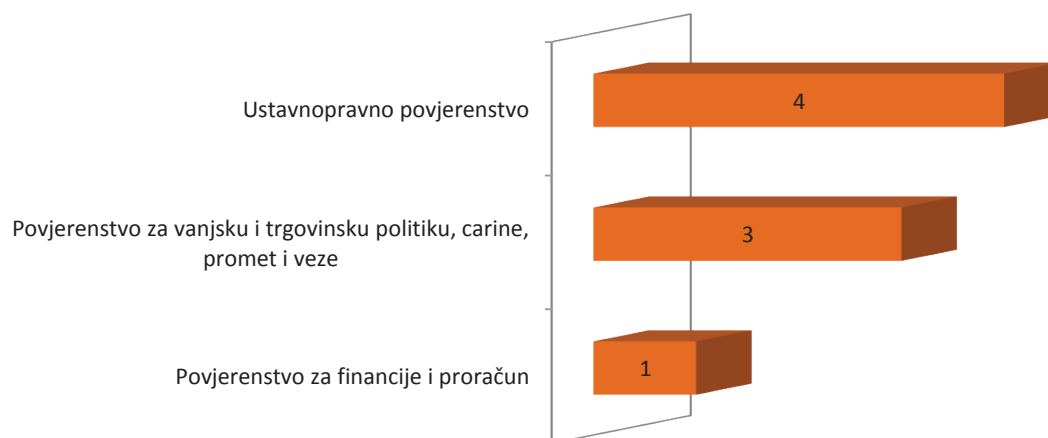 Ustavnopravno povjerenstvo
4
Povjerenstvo za vanjsku i trgovinsku politiku, carine,
promet i veze
3
Povjerenstvo za financije i proračun
1